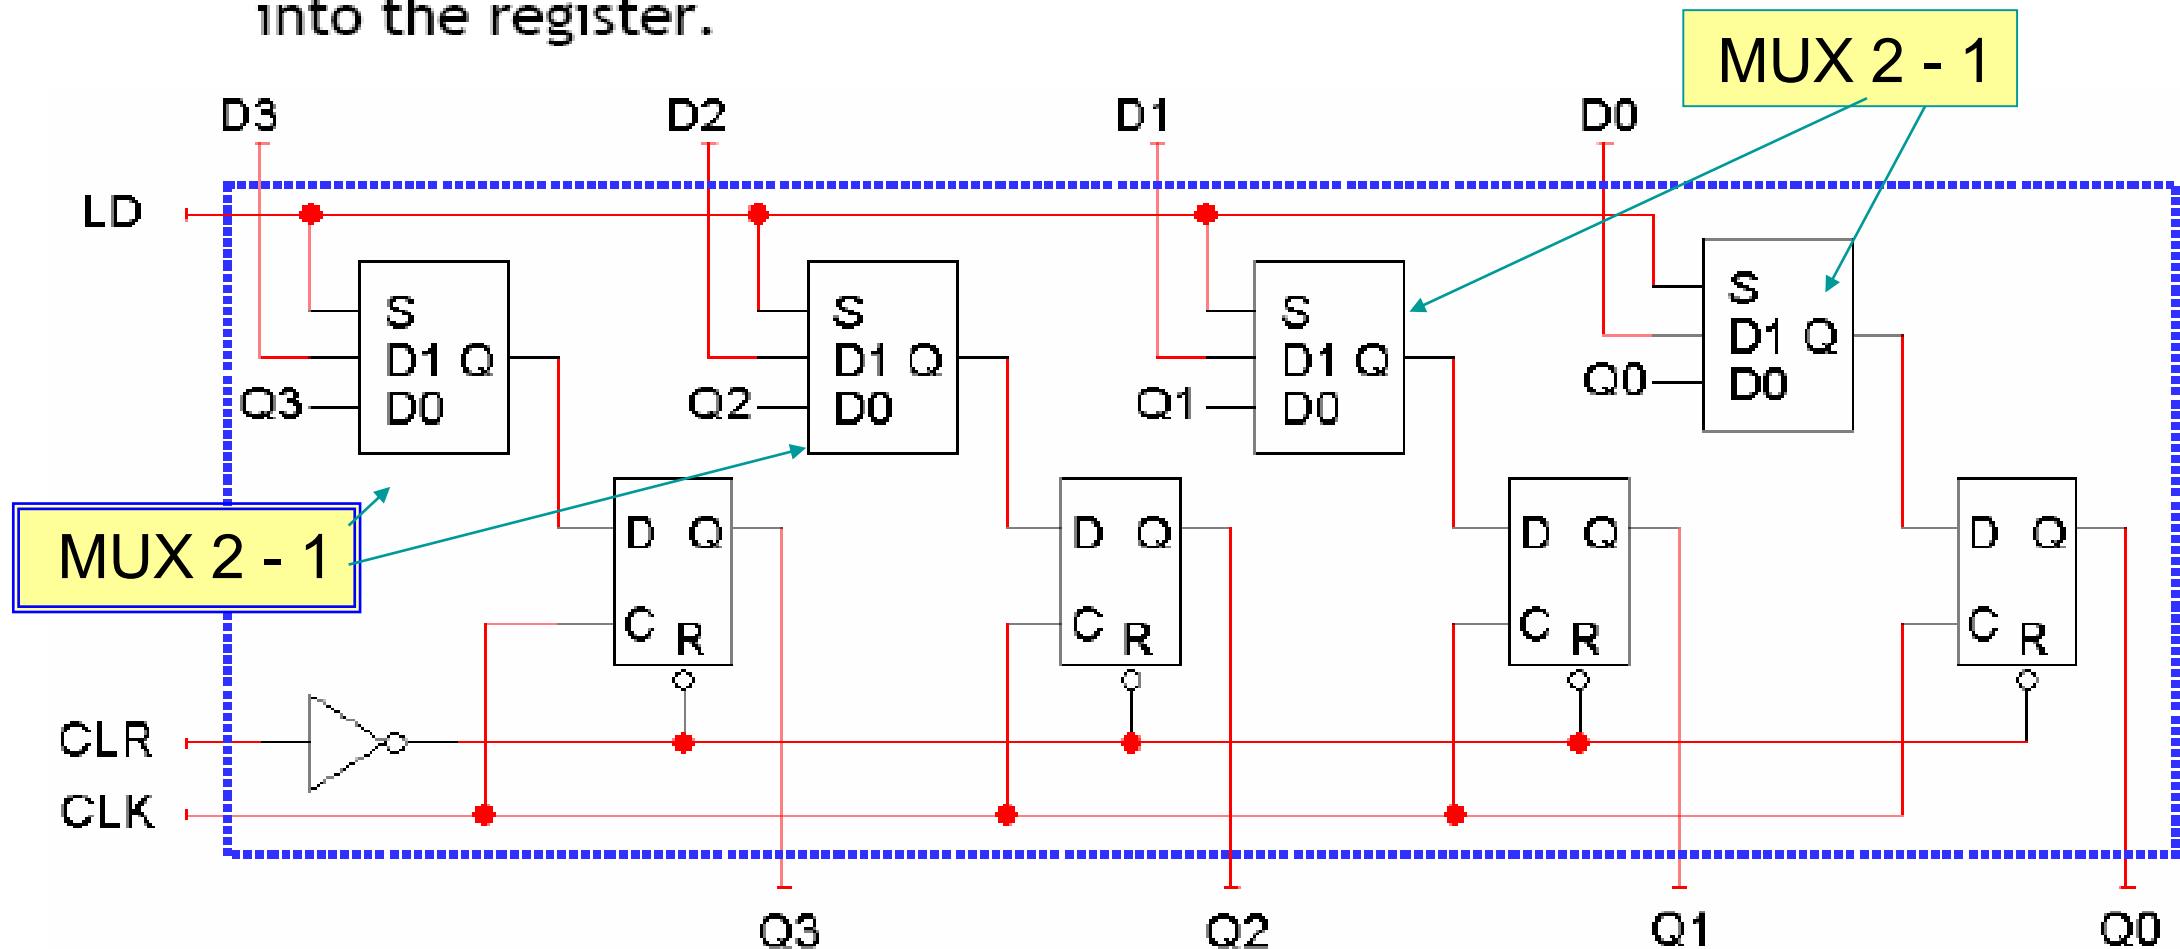 into the register.
MUX 2 - 1
D3 D2 D1 D0
LD
S S S S
D1 Q D1 Q D1 Q D1 Q
Q3 D0 Q2 D0 Q1 D0 Q0 D0
MUX 2 - 1
D Q D Q D Q D Q
C R C R C R C R
CLR
CLK
Q3 Q2 Q1 Q0